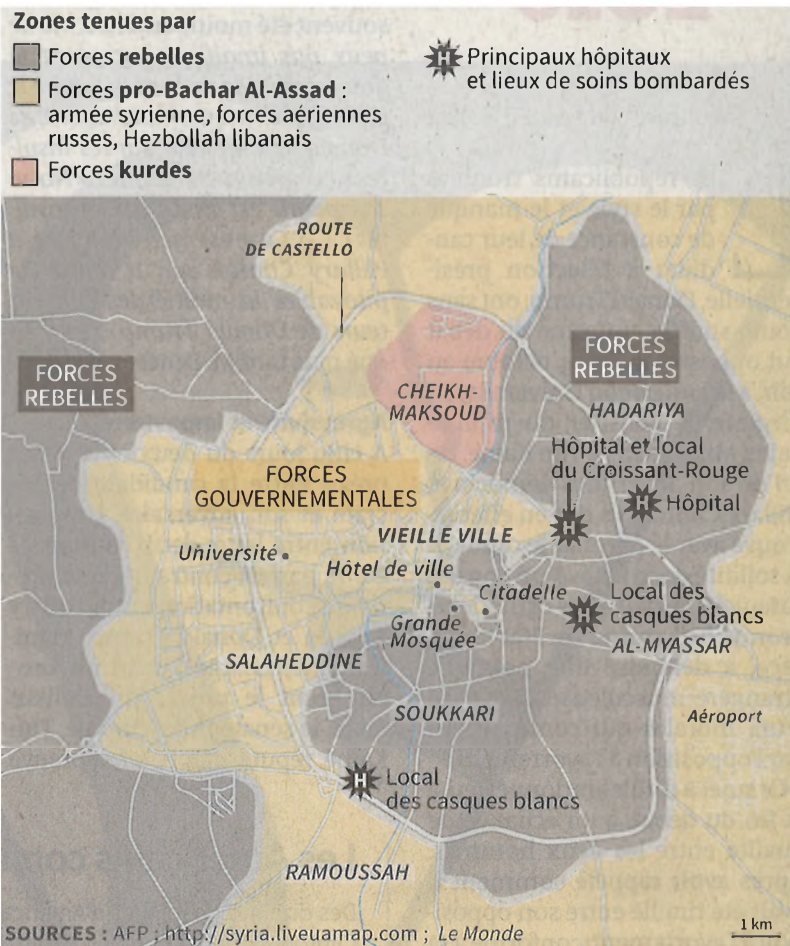 Zones tenues par
Forces rebelles
Forces pro-Bachar Al-Assad :
armée syrienne, forces aériennes
russes, Hezbollah libanais
Forces kurdes
Principaux hôpitaux
et lieux de soins bombardés
ROUTE
DE CASTELLO
FORCES
REBELLES
FORCES
REBELLES
CHEIKH-
MAKSOUD
HADARIYA
Hôpital et local
du Croissant-Rouge
H Hôpital
H
FORCES
GOUVERNEMENTALES
VIEILLE VILLE
Université
Hôtel de ville
Citadelle
Grande
Mosquée
H Local des
casques blancs
AL-MYASSAR
SALAHEDDINE
SOUKKARI
Aéroport
H Local
des casques blancs
RAMOUSSAH
1 km
SOURCES : AFP ; http://syria.liveuamap.com ; Le Monde